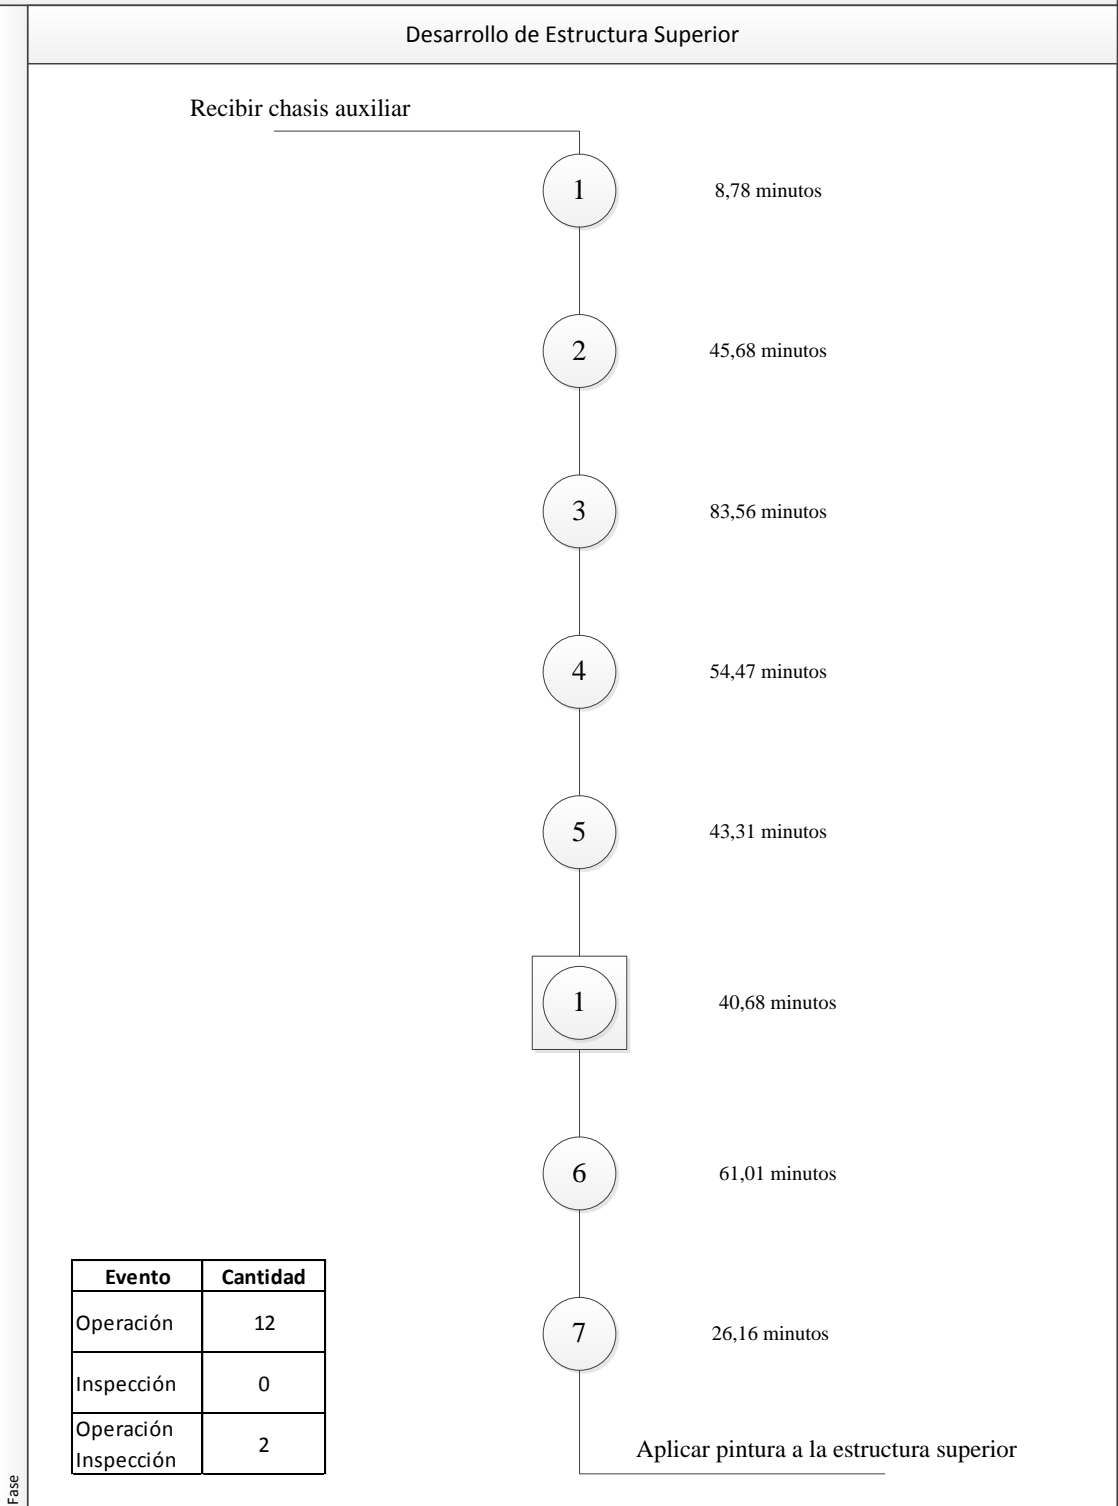 Desarrollo de Estructura Superior
Recibir chasis auxiliar
1
8,78 minutos
2
45,68 minutos
3
83,56 minutos
4
54,47 minutos
5
43,31 minutos
1
40,68 minutos
6
61,01 minutos
7
26,16 minutos
Aplicar pintura a la estructura superior
Evento Cantidad
Operación 12
Inspección 0
Operación
Inspección 2
Fase